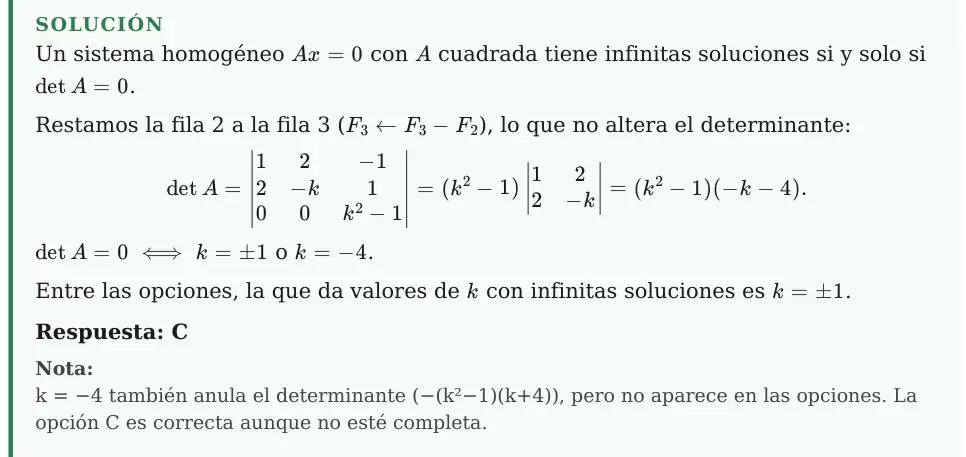 SOLUCIÓN
Un sistema homogéneo Ax = 0 con A cuadrada tiene infinitas soluciones si y solo si
det A = 0.
Restamos la fila 2 a la fila 3 (F₃ ← F₃ − F₂), lo que no altera el determinante:
det A = |1 2 −1; 2 −k 1; 0 0 k² − 1| = (k² − 1) |1 2; 2 −k| = (k² − 1)(−k − 4).
det A = 0 ⟺ k = ±1 o k = −4.
Entre las opciones, la que da valores de k con infinitas soluciones es k = ±1.
Respuesta: C
Nota:
k = −4 también anula el determinante (−(k²−1)(k+4)), pero no aparece en las opciones. La
opción C es correcta aunque no esté completa.